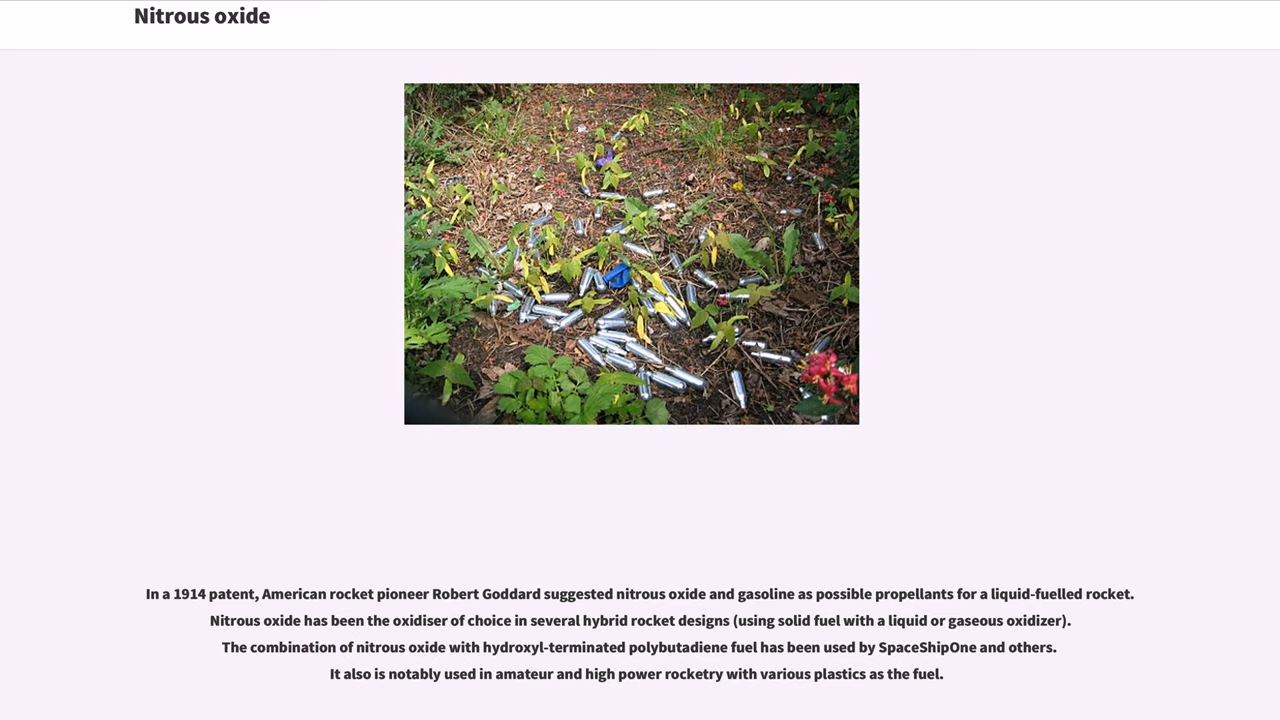 Nitrous oxide
In a 1914 patent, American rocket pioneer Robert Goddard suggested nitrous oxide and gasoline as possible propellants for a liquid-fuelled rocket.
Nitrous oxide has been the oxidiser of choice in several hybrid rocket designs (using solid fuel with a liquid or gaseous oxidizer).
The combination of nitrous oxide with hydroxyl-terminated polybutadiene fuel has been used by SpaceShipOne and others.
It also is notably used in amateur and high power rocketry with various plastics as the fuel.